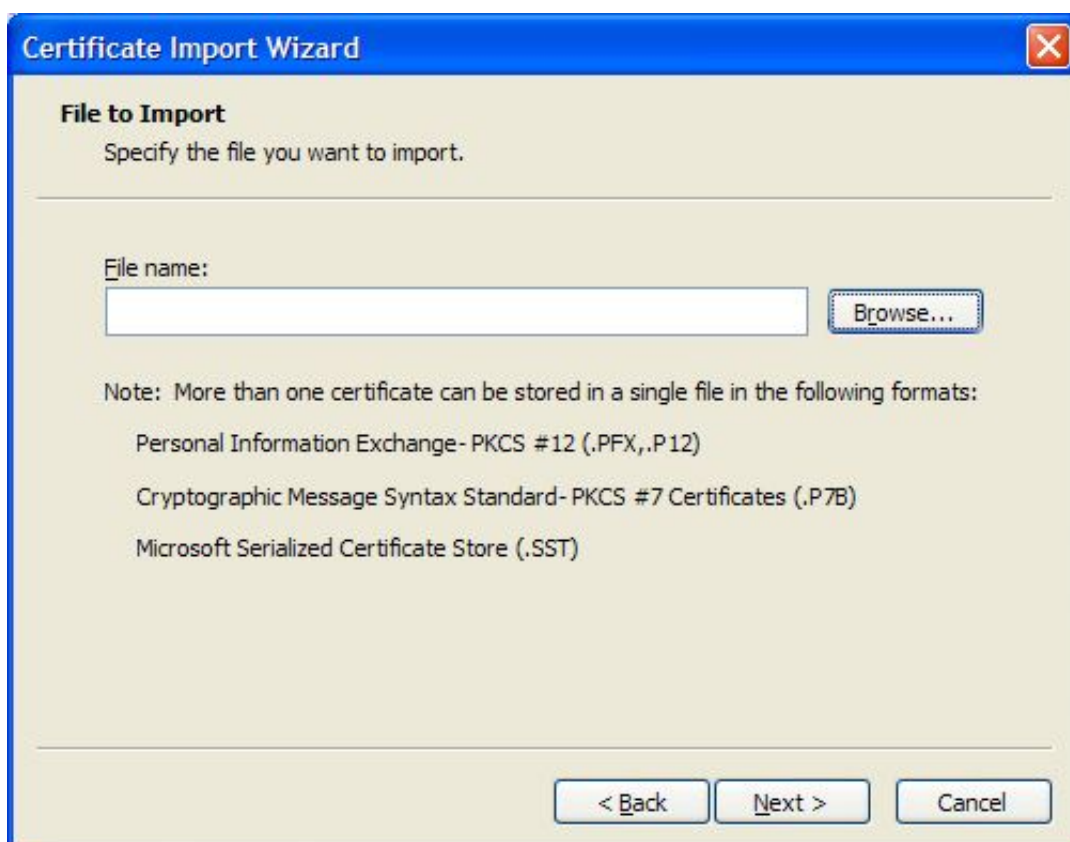 Certificate Import Wizard
File to Import
Specify the file you want to import.
File name:
Browse...
Note:  More than one certificate can be stored in a single file in the following formats:
Personal Information Exchange- PKCS #12 (.PFX,.P12)
Cryptographic Message Syntax Standard- PKCS #7 Certificates (.P7B)
Microsoft Serialized Certificate Store (.SST)
< Back Next > Cancel